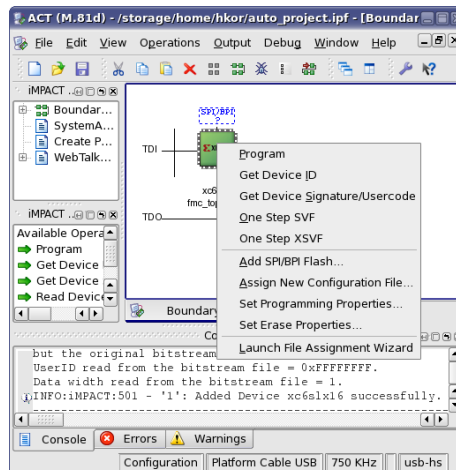 ACT (M.81d) - /storage/home/hkor/auto_project.ipf - [Boundar
File Edit View Operations Output Debug Window Help
iMPACT ..
Boundar...
SystemA...
Create P...
WebTalk...
SPI/BPI
?
TDI
xc6
fmc_top
TDO
Program
Get Device ID
Get Device Signature/Usercode
One Step SVF
One Step XSVF
Add SPI/BPI Flash...
Assign New Configuration File...
Set Programming Properties...
Set Erase Properties...
Launch File Assignment Wizard
iMPACT ..
Available Opera
Program
Get Device
Get Device
Read Device
Boundary
Co
but the original bitstream
UserID read from the bitstream file = 0xFFFFFFFF.
Data width read from the bitstream file = 1.
INFO:iMPACT:501 - '1': Added Device xc6slx16 successfully.
Console Errors Warnings
Configuration Platform Cable USB 750 KHz usb-hs